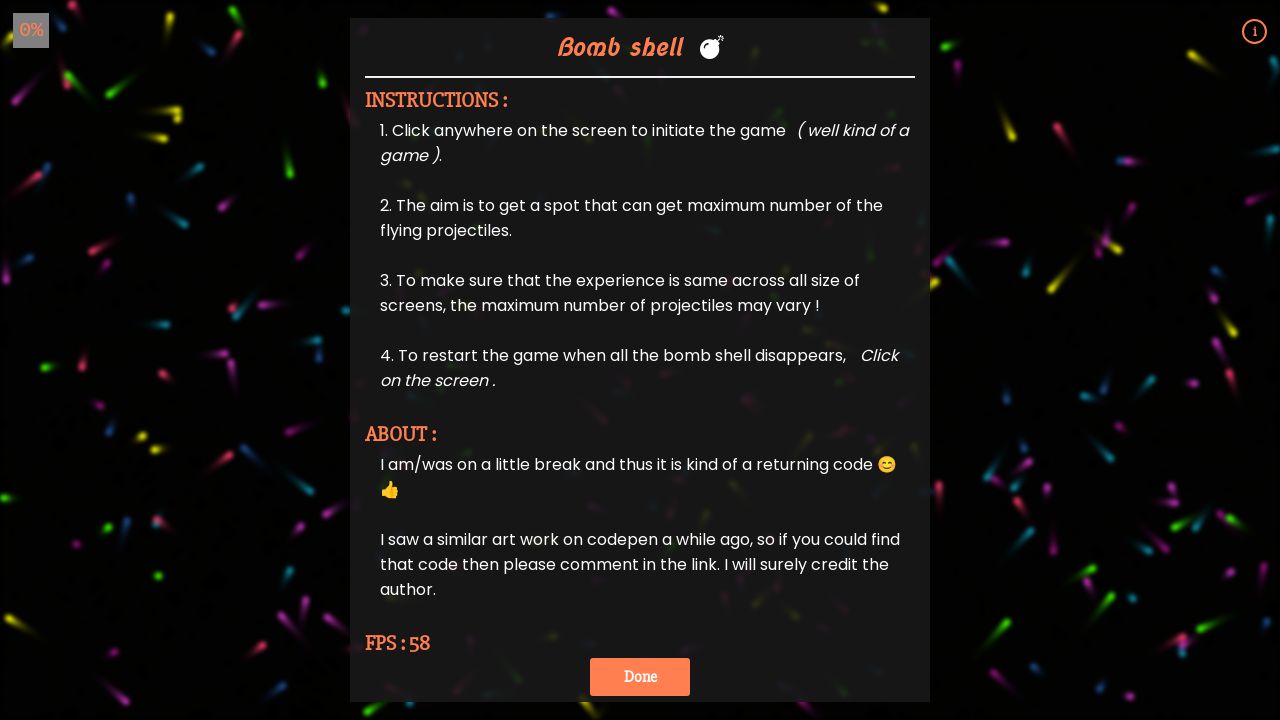 0%
i
Bomb shell 💣
INSTRUCTIONS :
1. Click anywhere on the screen to initiate the game ( well kind of a
game ).
2. The aim is to get a spot that can get maximum number of the
flying projectiles.
3. To make sure that the experience is same across all size of
screens, the maximum number of projectiles may vary !
4. To restart the game when all the bomb shell disappears, Click
on the screen .
ABOUT :
I am/was on a little break and thus it is kind of a returning code 😊
👍
I saw a similar art work on codepen a while ago, so if you could find
that code then please comment in the link. I will surely credit the
author.
FPS : 58
Done